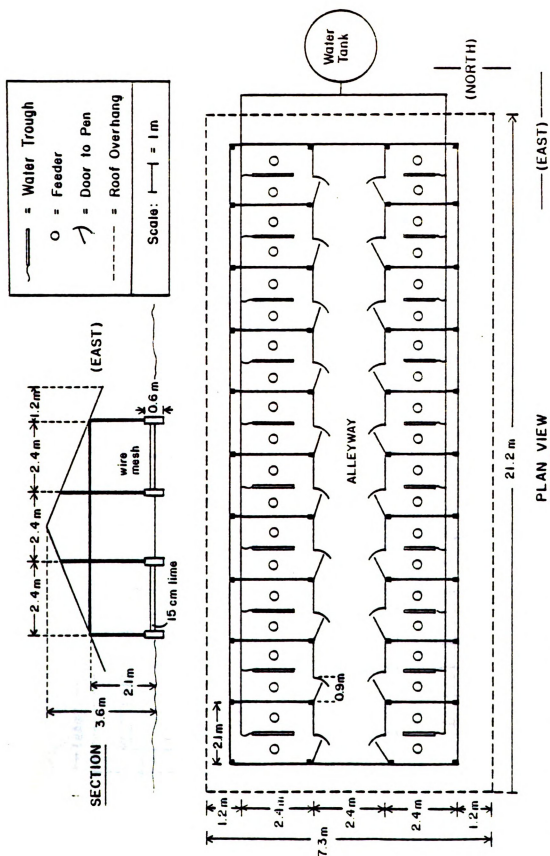 SECTION
3.6m
2.1m
2.4m
2.4m
2.4m
1.2m
(EAST)
wire
mesh
15 cm lime
0.6 m
= Water Trough
= Feeder
= Door to Pen
= Roof Overhang
Scale: = 1 m
7.3m
1.2m
2.4m
2.4m
2.4m
1.2m
2.1m
0.9m
ALLEYWAY
Water
Tank
(NORTH)
21.2 m
(EAST)
PLAN VIEW